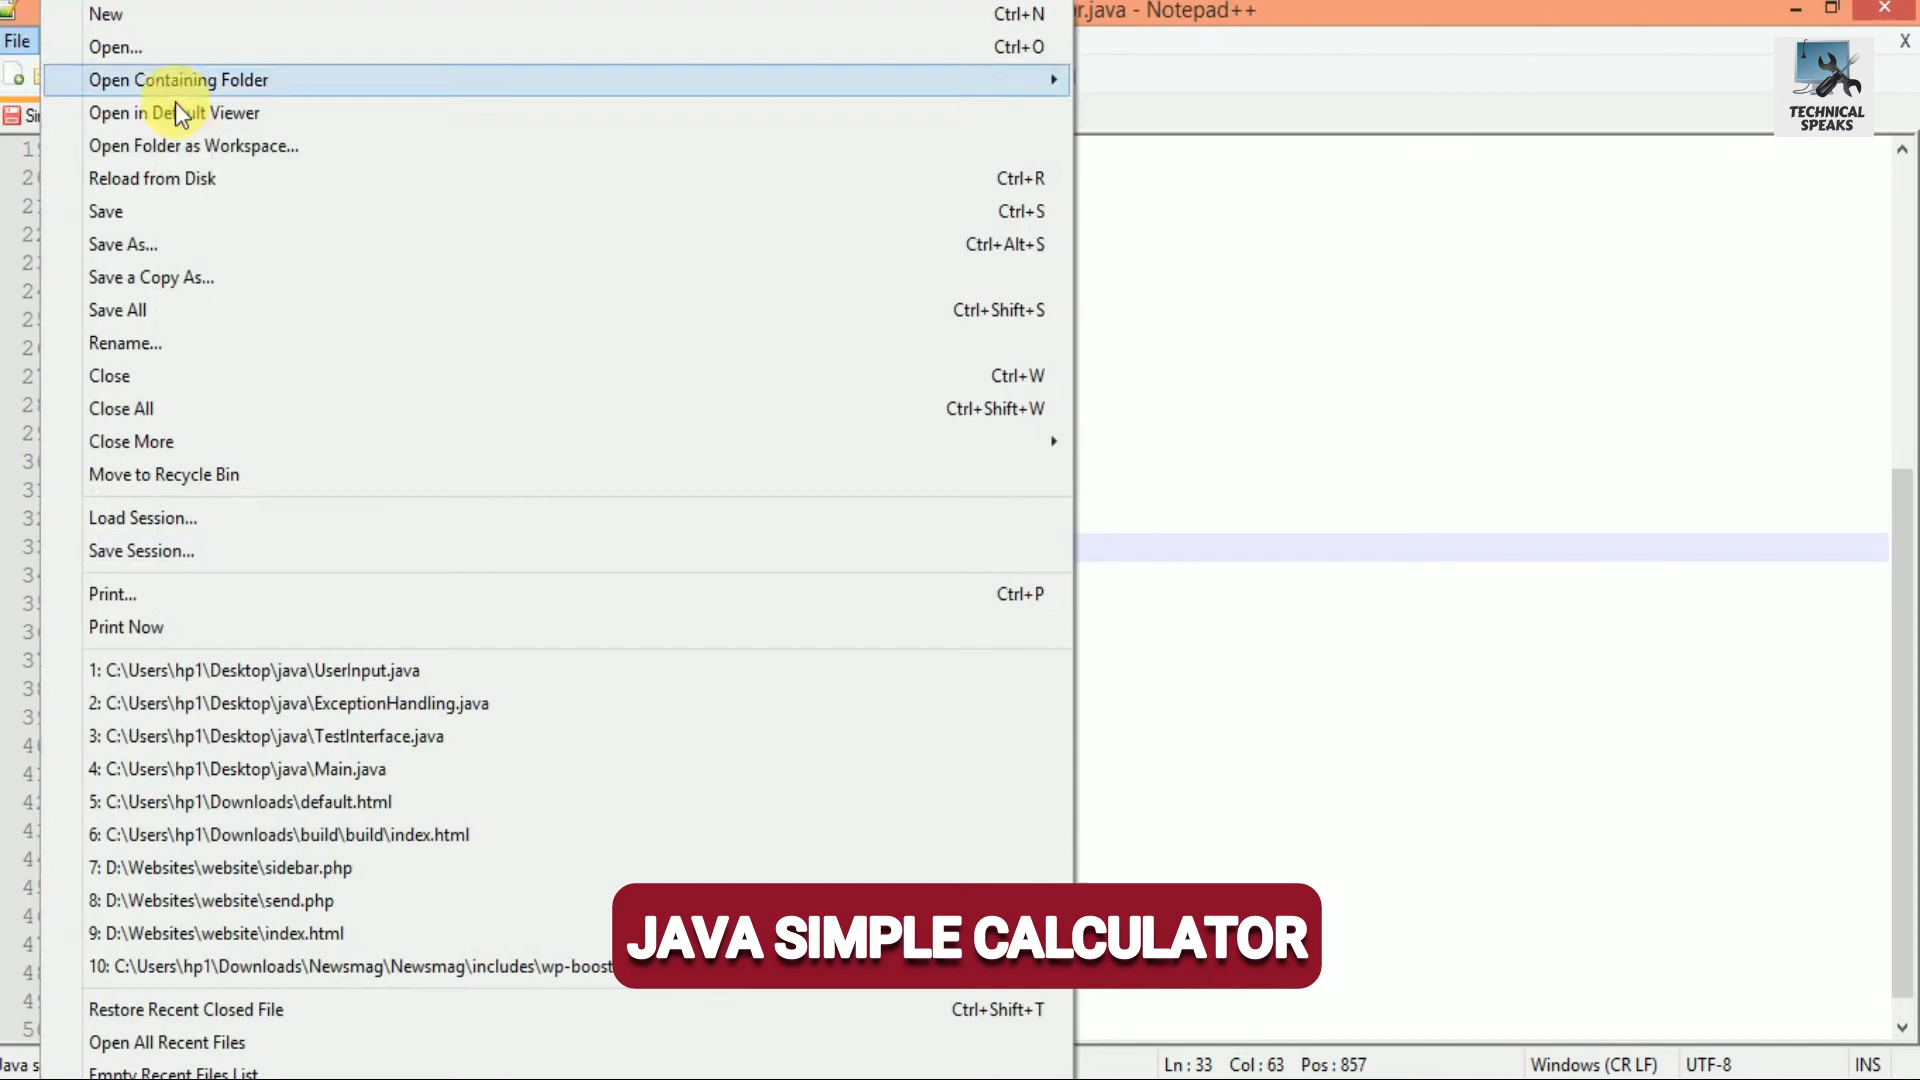 r.java - Notepad++
File
X
TECHNICAL
SPEAKS
New Ctrl+N
Open... Ctrl+O
Open Containing Folder
Open in Default Viewer
Open Folder as Workspace...
Reload from Disk Ctrl+R
Save Ctrl+S
Save As... Ctrl+Alt+S
Save a Copy As...
Save All Ctrl+Shift+S
Rename...
Close Ctrl+W
Close All Ctrl+Shift+W
Close More
Move to Recycle Bin
Load Session...
Save Session...
Print... Ctrl+P
Print Now
1: C:\Users\hp1\Desktop\java\UserInput.java
2: C:\Users\hp1\Desktop\java\ExceptionHandling.java
3: C:\Users\hp1\Desktop\java\TestInterface.java
4: C:\Users\hp1\Desktop\java\Main.java
5: C:\Users\hp1\Downloads\default.html
6: C:\Users\hp1\Downloads\build\build\index.html
7: D:\Websites\website\sidebar.php
8: D:\Websites\website\send.php
9: D:\Websites\website\index.html
10: C:\Users\hp1\Downloads\Newsmag\Newsmag\includes\wp-boost
JAVA SIMPLE CALCULATOR
Restore Recent Closed File Ctrl+Shift+T
Open All Recent Files
Empty Recent Files List
Java s
Ln : 33 Col : 63 Pos : 857 Windows (CR LF) UTF-8 INS